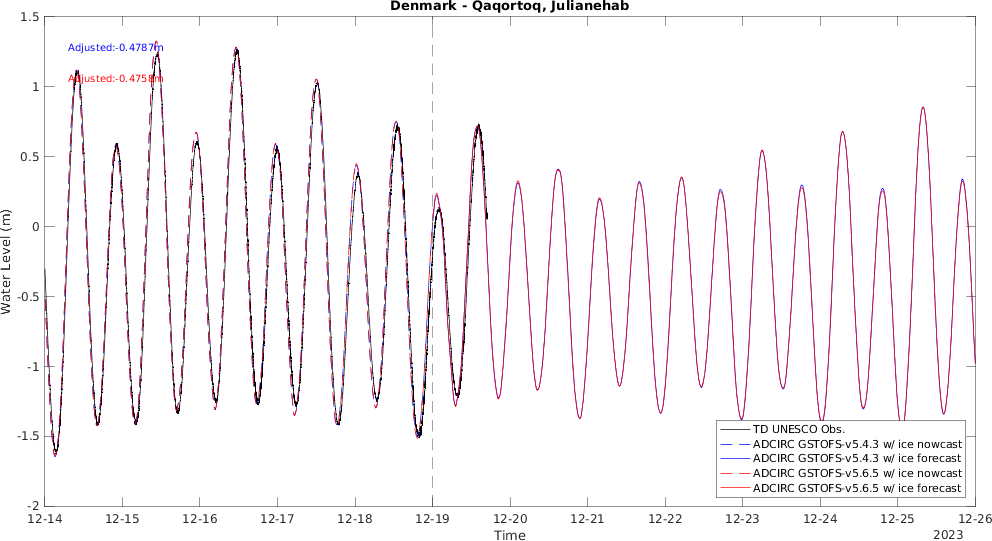 Denmark - Qaqortoq, Julianehab
1.5
Adjusted:-0.4787m
Adjusted:-0.4758m
1
0.5
0
-0.5
-1
-1.5
-2
Water Level (m)
TD UNESCO Obs.
ADCIRC GSTOFS-v5.4.3 w/ ice nowcast
ADCIRC GSTOFS-v5.4.3 w/ ice forecast
ADCIRC GSTOFS-v5.6.5 w/ ice nowcast
ADCIRC GSTOFS-v5.6.5 w/ ice forecast
12-14 12-15 12-16 12-17 12-18 12-19 12-20 12-21 12-22 12-23 12-24 12-25 12-26
Time
2023